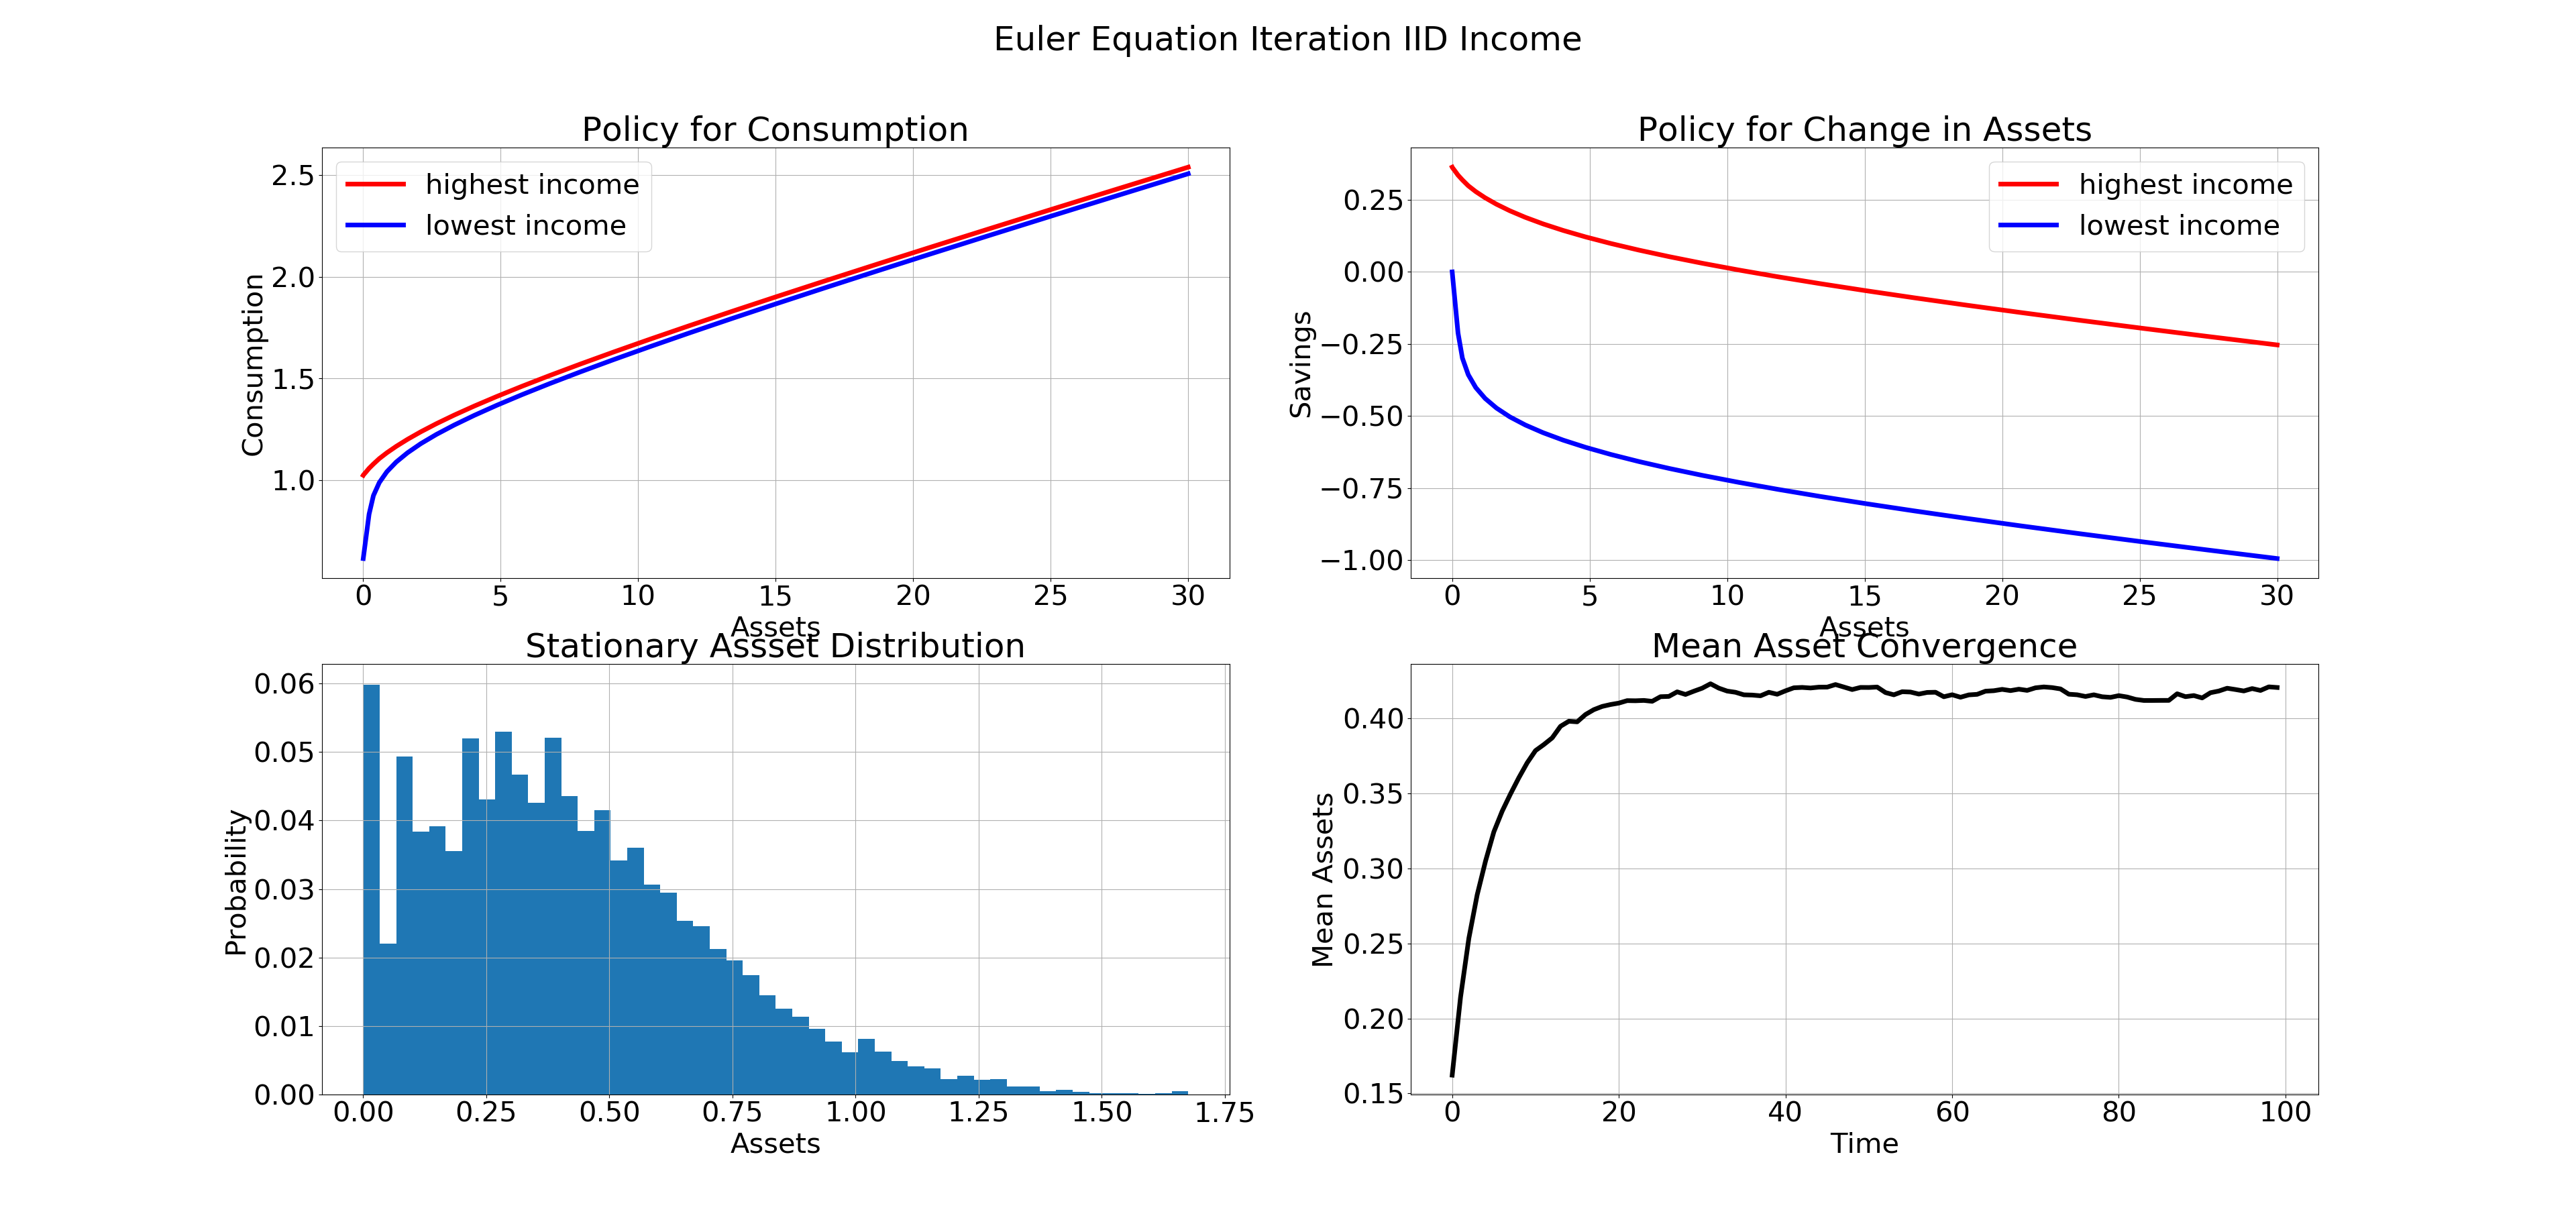 Euler Equation Iteration IID Income
Policy for Consumption
highest income
lowest income
Consumption
2.5
2.0
1.5
1.0
0 5 10 15 20 25 30
Assets
Policy for Change in Assets
highest income
lowest income
Savings
0.25
0.00
−0.25
−0.50
−0.75
−1.00
0 5 10 15 20 25 30
Assets
Stationary Assset Distribution
Probability
0.06
0.05
0.04
0.03
0.02
0.01
0.00
0.00 0.25 0.50 0.75 1.00 1.25 1.50 1.75
Assets
Mean Asset Convergence
Mean Assets
0.40
0.35
0.30
0.25
0.20
0.15
0 20 40 60 80 100
Time